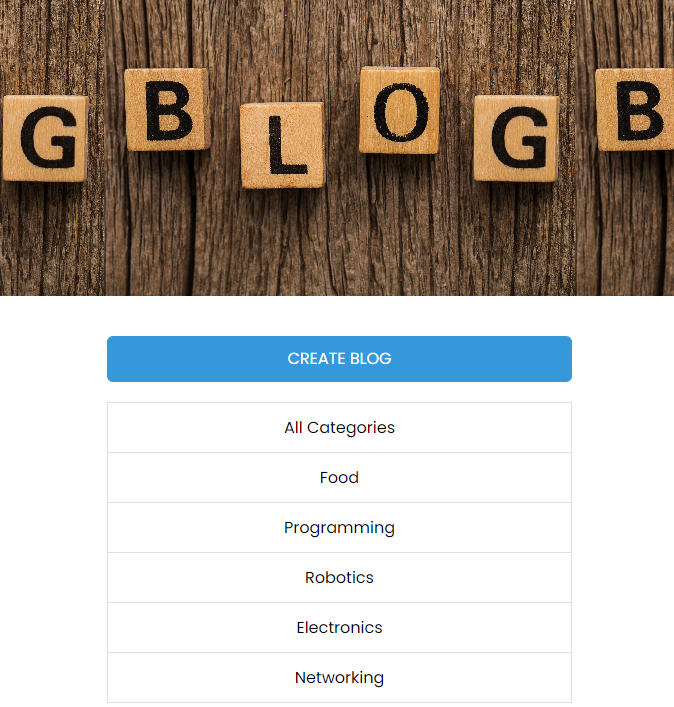 G B L O G B
CREATE BLOG
All Categories
Food
Programming
Robotics
Electronics
Networking